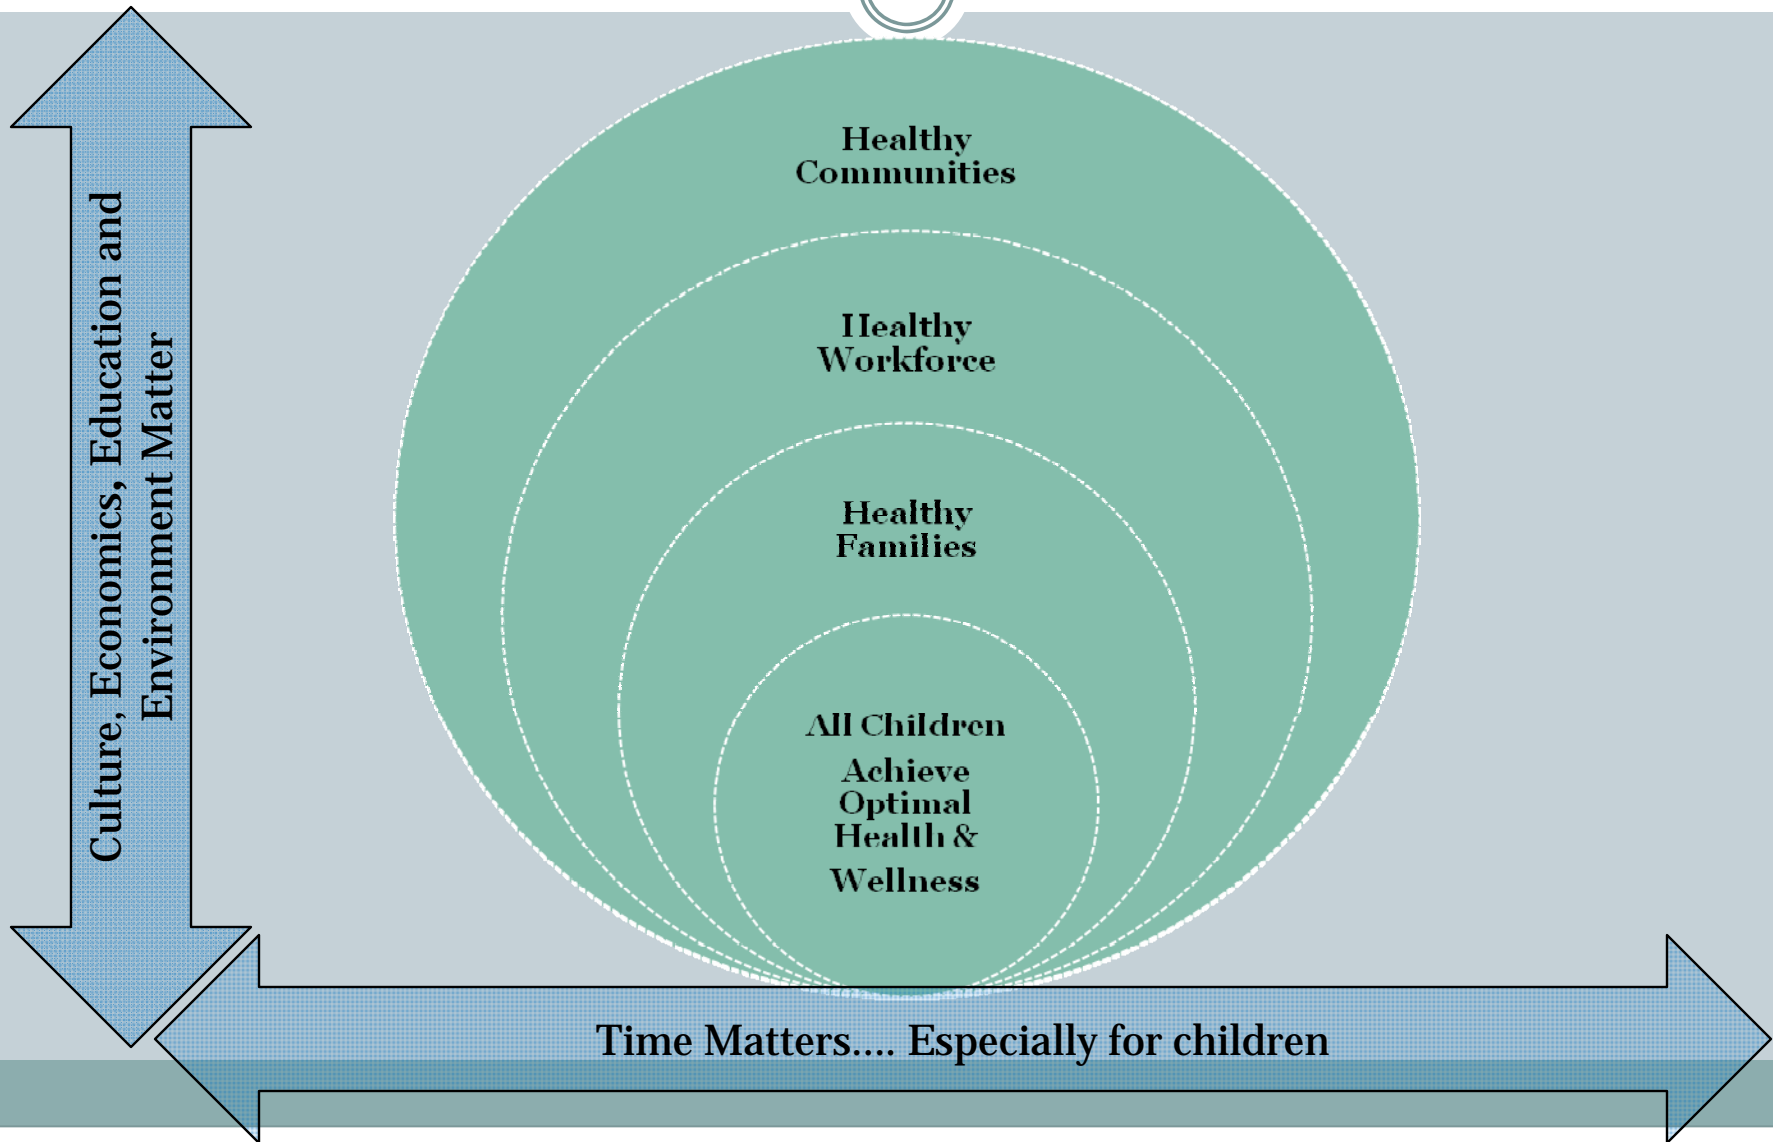 Healthy
Communities
Healthy
Workforce
Healthy
Families
All Children
Achieve
Optimal
Health &
Wellness
Culture, Economics, Education and
Environment Matter
Time Matters.... Especially for children